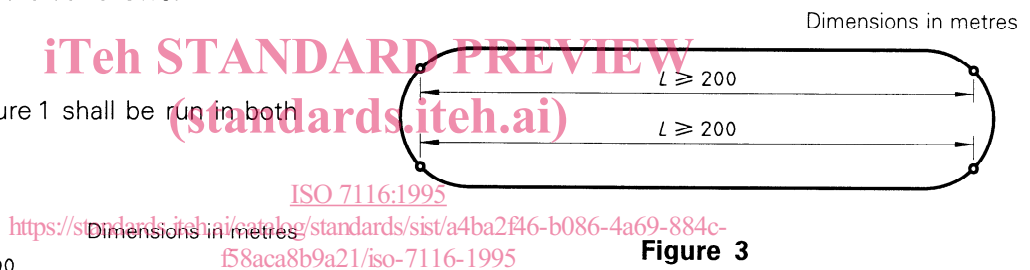 Dimensions in metres
iTeh STANDARD PREVIEW
L ⩾ 200
ure 1 shall be run in both
(standards.iteh.ai)
L ⩾ 200
ISO 7116:1995
https://standards.iteh.ai/catalog/standards/sist/a4ba2f46-b086-4a69-884c-
Dimensions in metres
f58aca8b9a21/iso-7116-1995
Figure 3